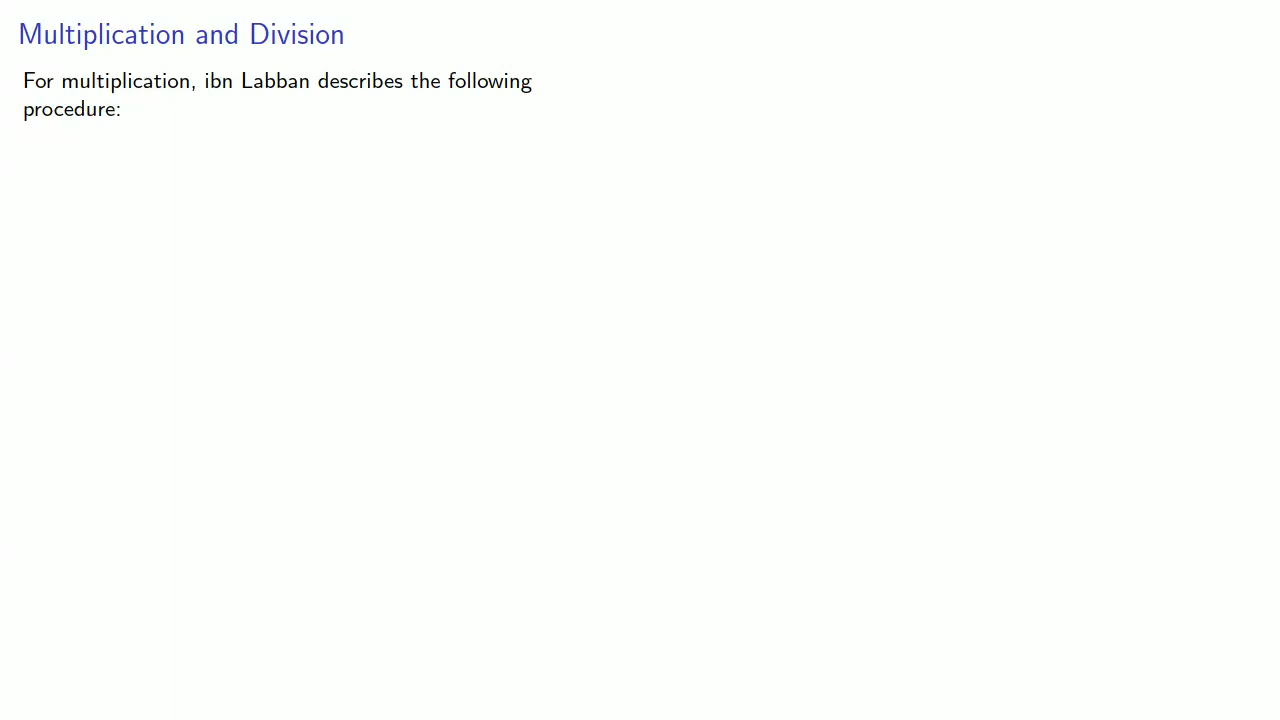 Multiplication and Division
For multiplication, ibn Labban describes the following
procedure: